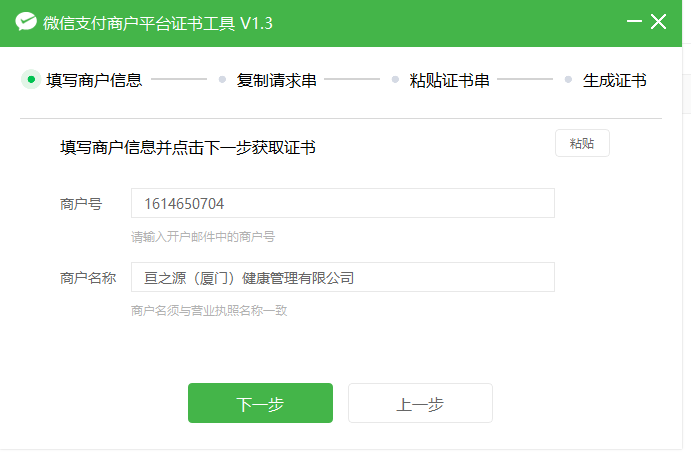 微信支付商户平台证书工具 V1.3
填写商户信息 复制请求串 粘贴证书串 生成证书
填写商户信息并点击下一步获取证书 粘贴
商户号 1614650704
请输入开户邮件中的商户号
商户名称 亘之源（厦门）健康管理有限公司
商户名须与营业执照名称一致
下一步 上一步